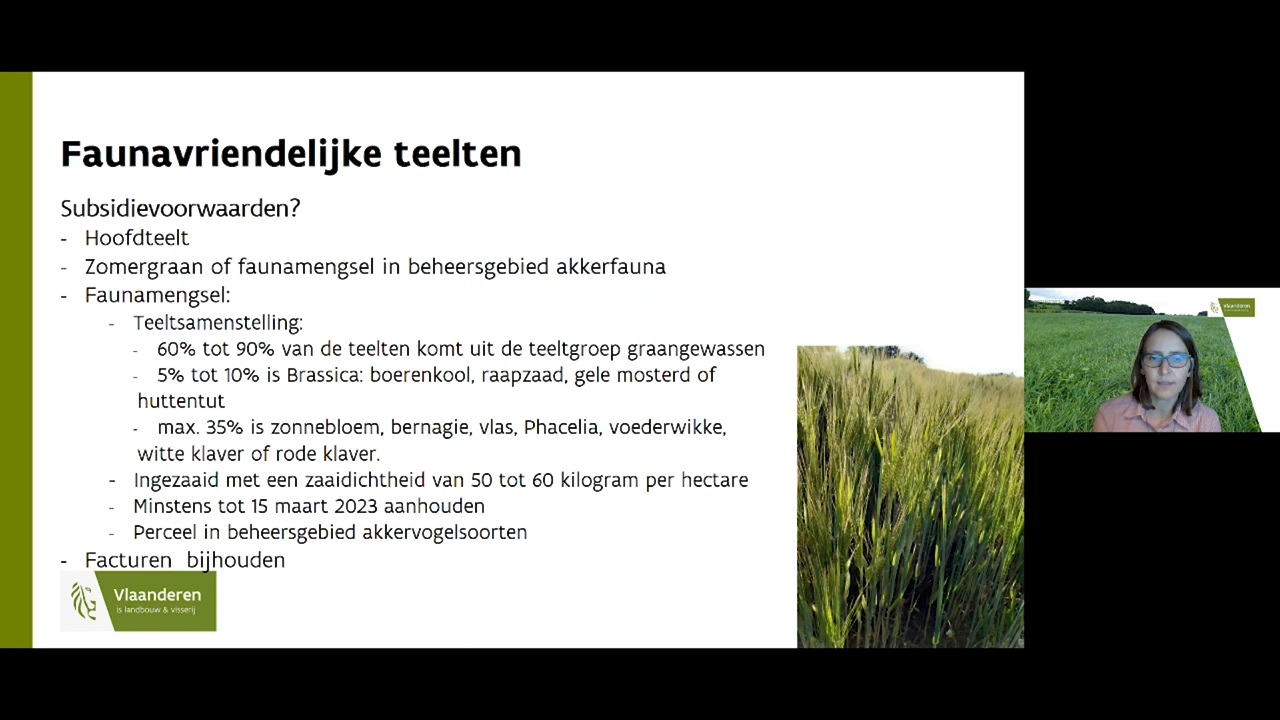 Faunavriendelijke teelten
Subsidievoorwaarden?
- Hoofdteelt
- Zomergraan of faunamengsel in beheersgebied akkerfauna
- Faunamengsel:
- Teeltsamenstelling:
- 60% tot 90% van de teelten komt uit de teeltgroep graangewassen
- 5% tot 10% is Brassica: boerenkool, raapzaad, gele mosterd of
huttentut
- max. 35% is zonnebloem, bernagie, vlas, Phacelia, voederwikke,
witte klaver of rode klaver.
- Ingezaaid met een zaaidichtheid van 50 tot 60 kilogram per hectare
- Minstens tot 15 maart 2023 aanhouden
- Perceel in beheersgebied akkervogelsoorten
- Facturen bijhouden
Vlaanderen
is landbouw & visserij
Vlaanderen